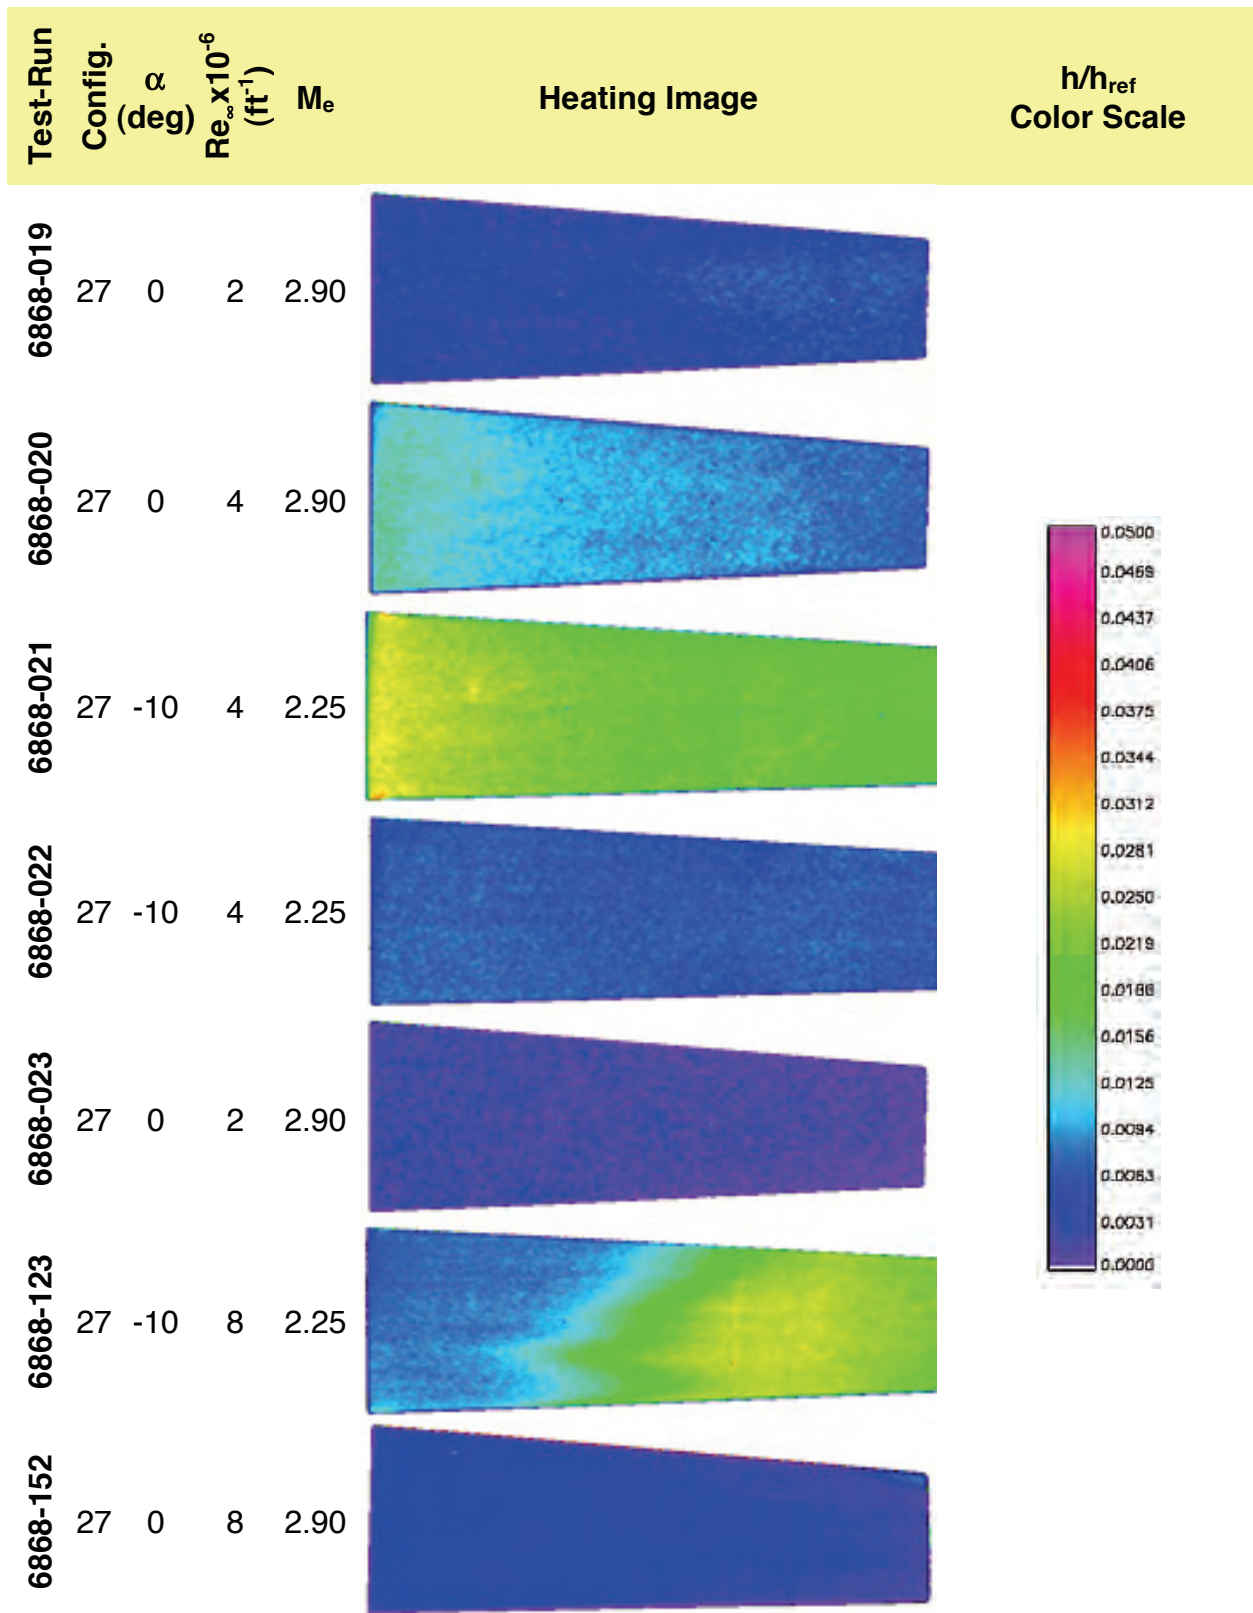 Test-Run Config. α (deg) Re∞x10-6 (ft-1) Me Heating Image h/href Color Scale
6868-019 27 0 2 2.90
6868-020 27 0 4 2.90
6868-021 27 -10 4 2.25
6868-022 27 -10 4 2.25
6868-023 27 0 2 2.90
6868-123 27 -10 8 2.25
6868-152 27 0 8 2.90
0.0500
0.0469
0.0437
0.0406
0.0375
0.0344
0.0312
0.0281
0.0250
0.0219
0.0188
0.0156
0.0125
0.0094
0.0063
0.0031
0.0000